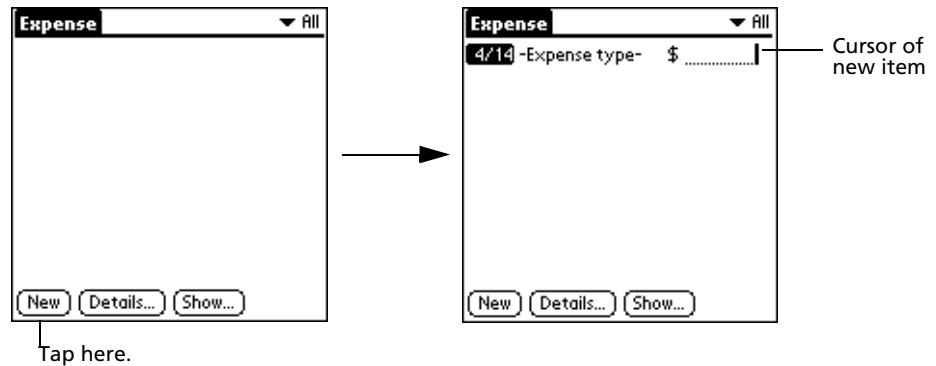 Expense
All
New
Details...
Show...
Tap here.
Expense
All
4/14 -Expense type- $
New
Details...
Show...
Cursor of
new item